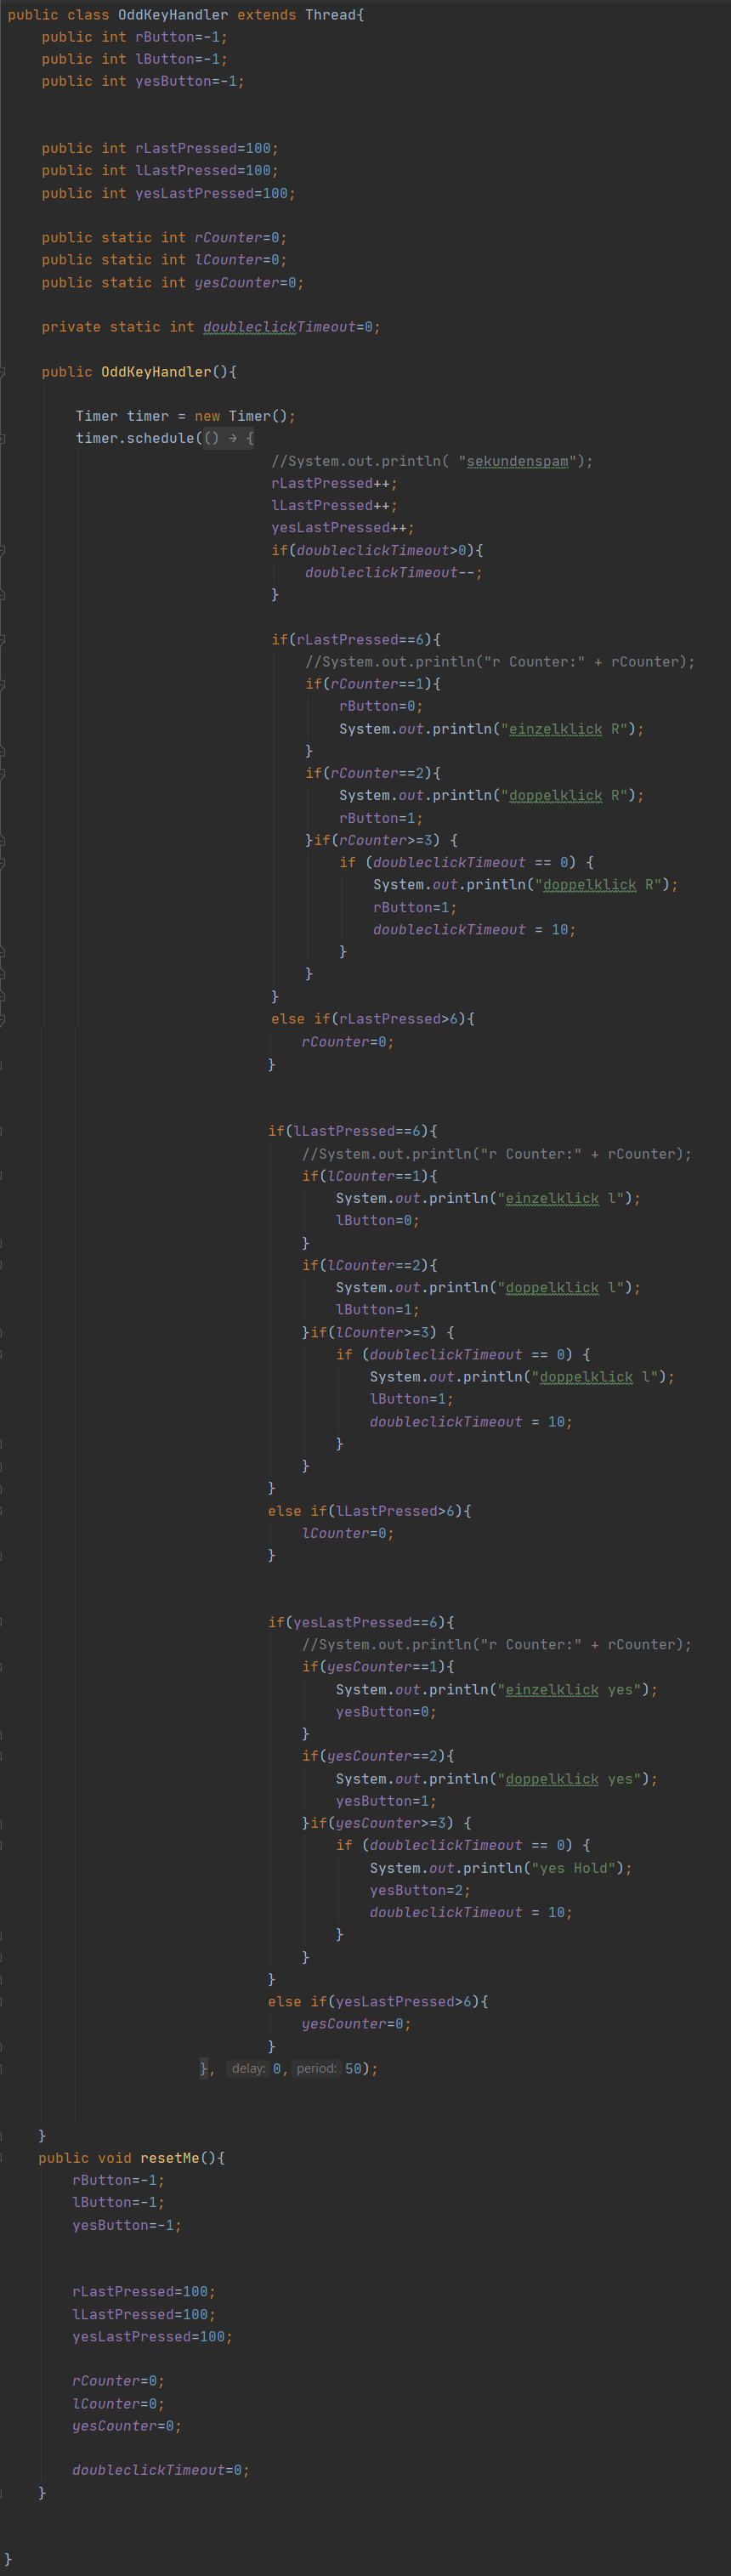 public class OddKeyHandler extends Thread{
    public int rButton=-1;
    public int lButton=-1;
    public int yesButton=-1;

    public int rLastPressed=100;
    public int lLastPressed=100;
    public int yesLastPressed=100;

    public static int rCounter=0;
    public static int lCounter=0;
    public static int yesCounter=0;

    private static int doubleclickTimeout=0;

    public OddKeyHandler(){

        Timer timer = new Timer();
        timer.schedule(() → {
                               //System.out.println( "sekundenspam");
                               rLastPressed++;
                               lLastPressed++;
                               yesLastPressed++;
                               if(doubleclickTimeout>0){
                                   doubleclickTimeout--;
                               }

                               if(rLastPressed==6){
                                   //System.out.println("r Counter:" + rCounter);
                                   if(rCounter==1){
                                       rButton=0;
                                       System.out.println("einzelklick R");
                                   }
                                   if(rCounter==2){
                                       System.out.println("doppelklick R");
                                       rButton=1;
                                   }if(rCounter>=3) {
                                       if (doubleclickTimeout == 0) {
                                           System.out.println("doppelklick R");
                                           rButton=1;
                                           doubleclickTimeout = 10;
                                       }
                                   }
                               }
                               else if(rLastPressed>6){
                                   rCounter=0;
                               }

                               if(lLastPressed==6){
                                   //System.out.println("r Counter:" + rCounter);
                                   if(lCounter==1){
                                       System.out.println("einzelklick l");
                                       lButton=0;
                                   }
                                   if(lCounter==2){
                                       System.out.println("doppelklick l");
                                       lButton=1;
                                   }if(lCounter>=3) {
                                       if (doubleclickTimeout == 0) {
                                           System.out.println("doppelklick l");
                                           lButton=1;
                                           doubleclickTimeout = 10;
                                       }
                                   }
                               }
                               else if(lLastPressed>6){
                                   lCounter=0;
                               }

                               if(yesLastPressed==6){
                                   //System.out.println("r Counter:" + rCounter);
                                   if(yesCounter==1){
                                       System.out.println("einzelklick yes");
                                       yesButton=0;
                                   }
                                   if(yesCounter==2){
                                       System.out.println("doppelklick yes");
                                       yesButton=1;
                                   }if(yesCounter>=3) {
                                       if (doubleclickTimeout == 0) {
                                           System.out.println("yes Hold");
                                           yesButton=2;
                                           doubleclickTimeout = 10;
                                       }
                                   }
                               }
                               else if(yesLastPressed>6){
                                   yesCounter=0;
                               }
                       }, delay: 0, period: 50);

    }
    public void resetMe(){
        rButton=-1;
        lButton=-1;
        yesButton=-1;

        rLastPressed=100;
        lLastPressed=100;
        yesLastPressed=100;

        rCounter=0;
        lCounter=0;
        yesCounter=0;

        doubleclickTimeout=0;
    }

}